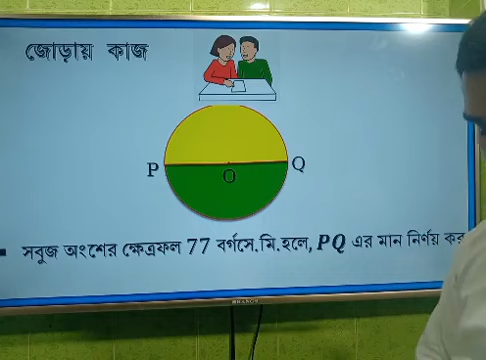 জোড়ায় কাজ
P
Q
O
সবুজ অংশের ক্ষেত্রফল 77 বর্গসে.মি.হলে, PQ এর মান নির্ণয় কর